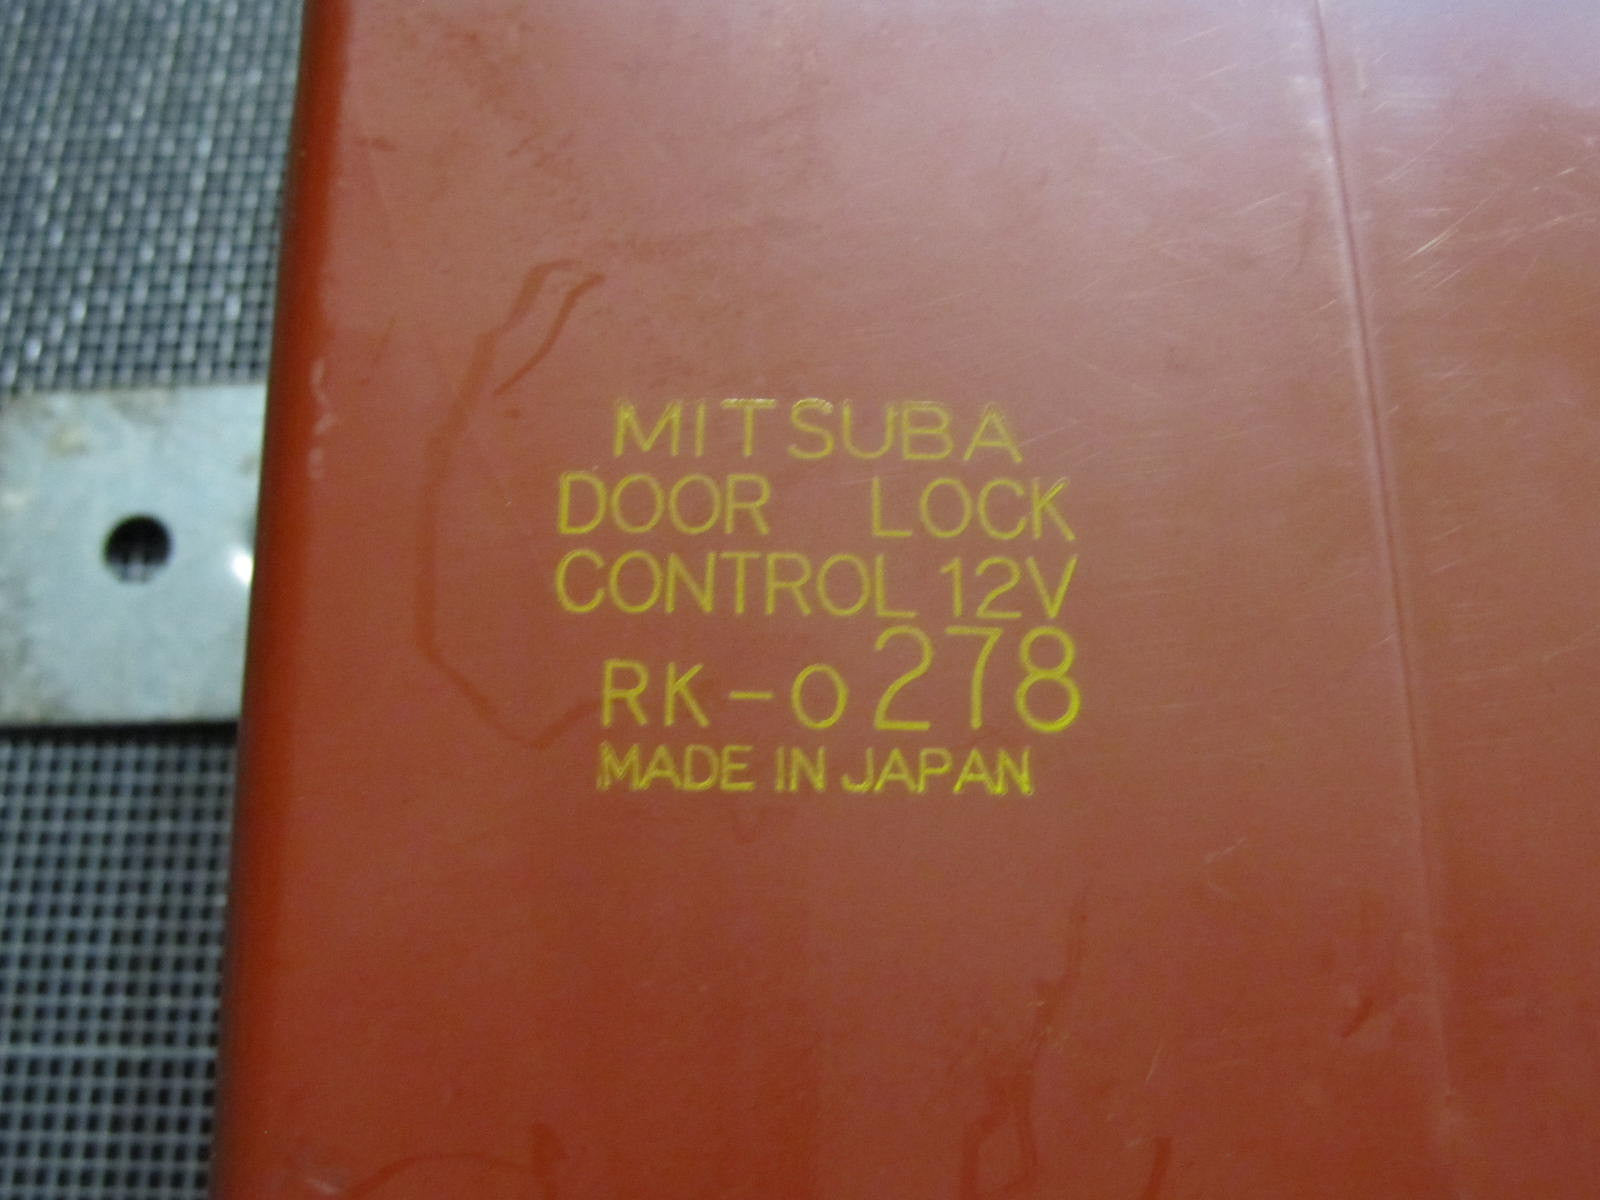 MITSUBA
DOOR LOCK
CONTROL 12V
RK-0278
MADE IN JAPAN